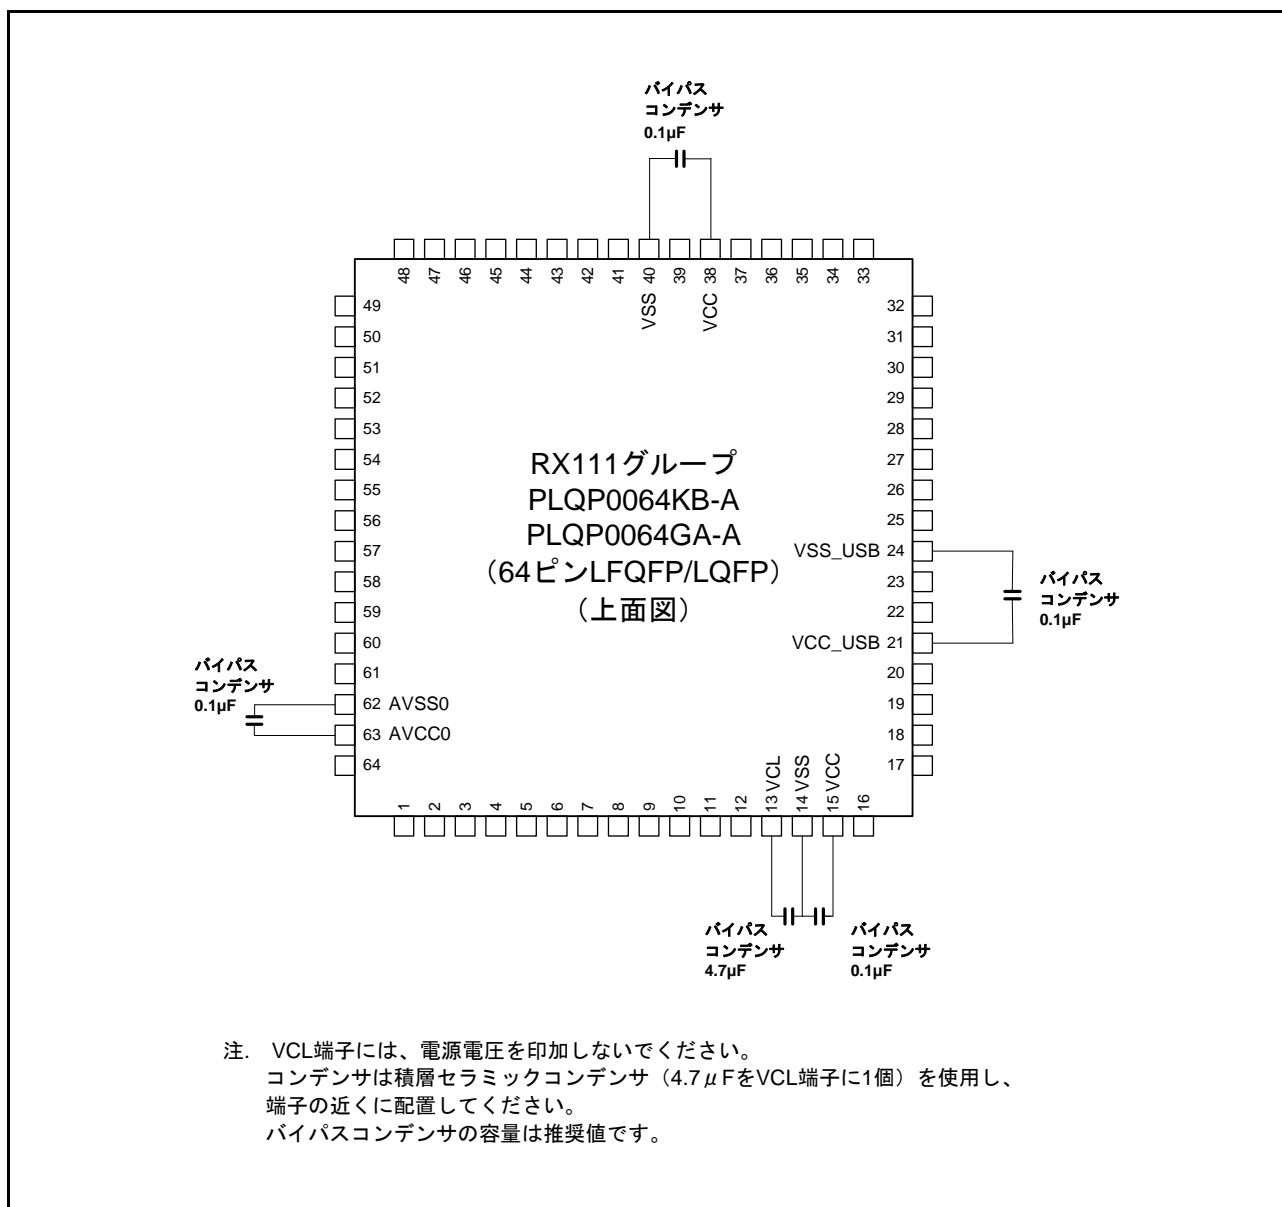 バイパス
コンデンサ
0.1µF
48 47 46 45 44 43 42 41 40 39 38 37 36 35 34 33
VSS VCC
49 32
50 31
51 30
52 29
53 28
54 27
55 26
56 25
57 VSS_USB 24
58 23
59 22
60 VCC_USB 21
61 20
62 AVSS0 19
63 AVCC0 18
64 17
RX111グループ
PLQP0064KB-A
PLQP0064GA-A
（64ピンLFQFP/LQFP）
（上面図）
バイパス
コンデンサ
0.1µF
バイパス
コンデンサ
0.1µF
1 2 3 4 5 6 7 8 9 10 11 12 13 VCL 14 VSS 15 VCC 16
バイパス
コンデンサ
4.7µF
バイパス
コンデンサ
0.1µF
注. VCL端子には、電源電圧を印加しないでください。
コンデンサは積層セラミックコンデンサ（4.7μFをVCL端子に1個）を使用し、
端子の近くに配置してください。
バイパスコンデンサの容量は推奨値です。